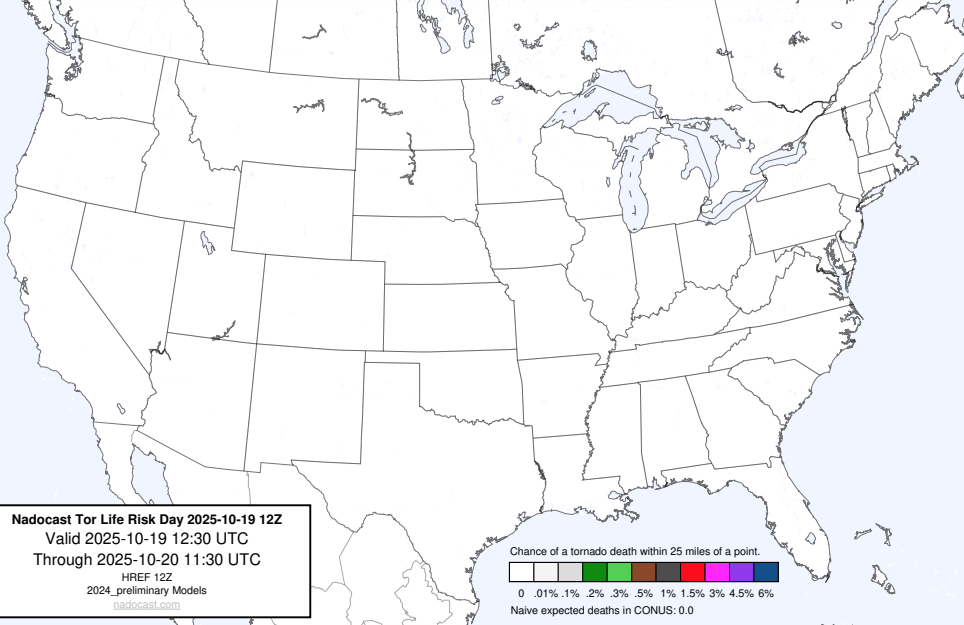 Nadocast Tor Life Risk Day 2025-10-19 12Z
Valid 2025-10-19 12:30 UTC
Through 2025-10-20 11:30 UTC
HREF 12Z
2024_preliminary Models
nadocast.com
Chance of a tornado death within 25 miles of a point.
0 .01% .1% .2% .3% .5% 1% 1.5% 3% 4.5% 6%
Naive expected deaths in CONUS: 0.0